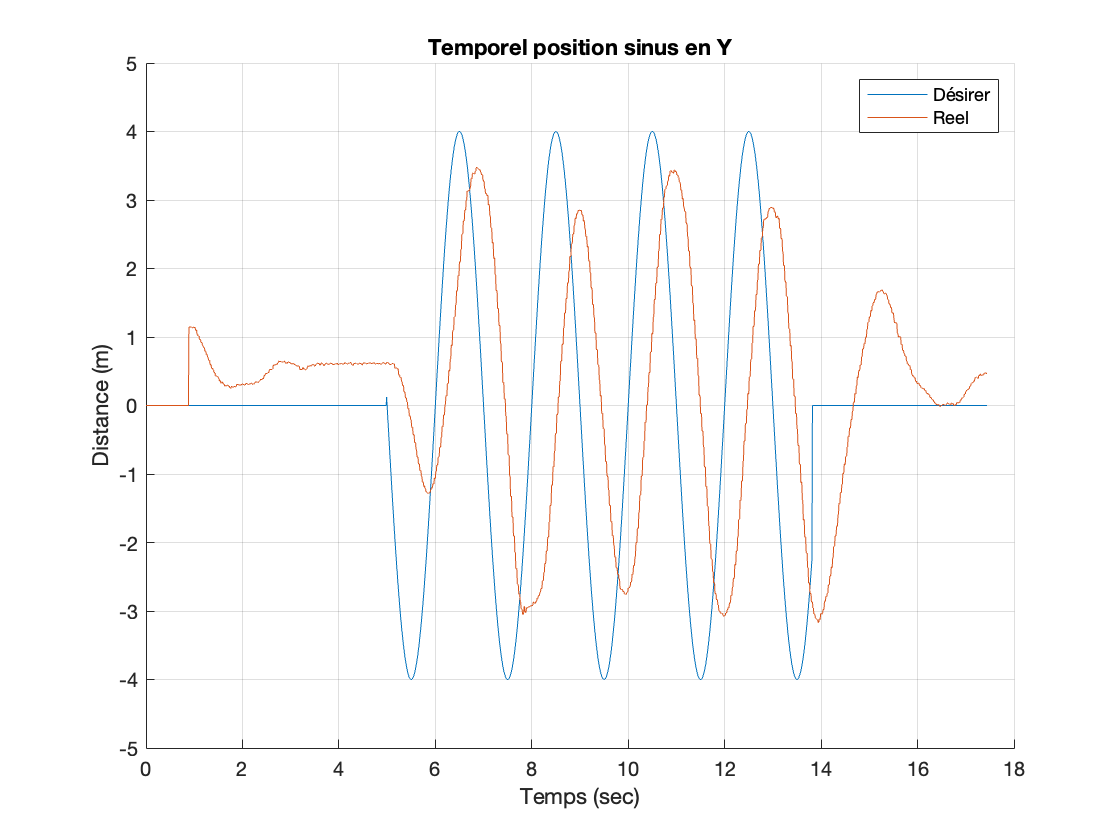 Temporel position sinus en Y
5
4
3
2
1
0
-1
-2
-3
-4
-5
Distance (m)
Désirer
Reel
0 2 4 6 8 10 12 14 16 18
Temps (sec)